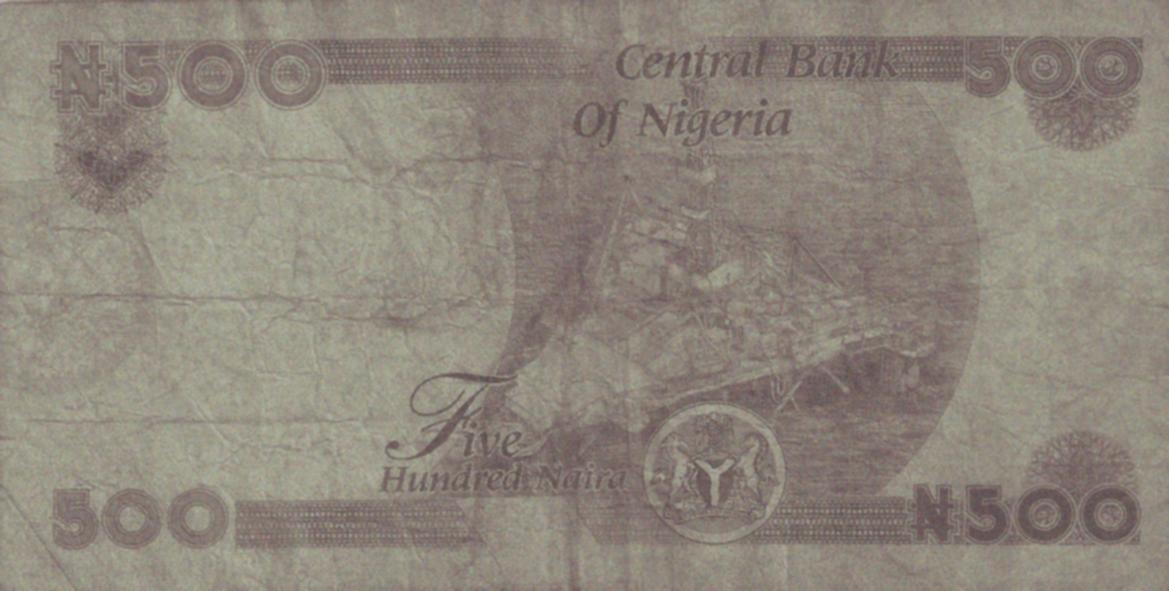 ₦500
Central Bank
Of Nigeria
500
Five
Hundred Naira
500
₦500